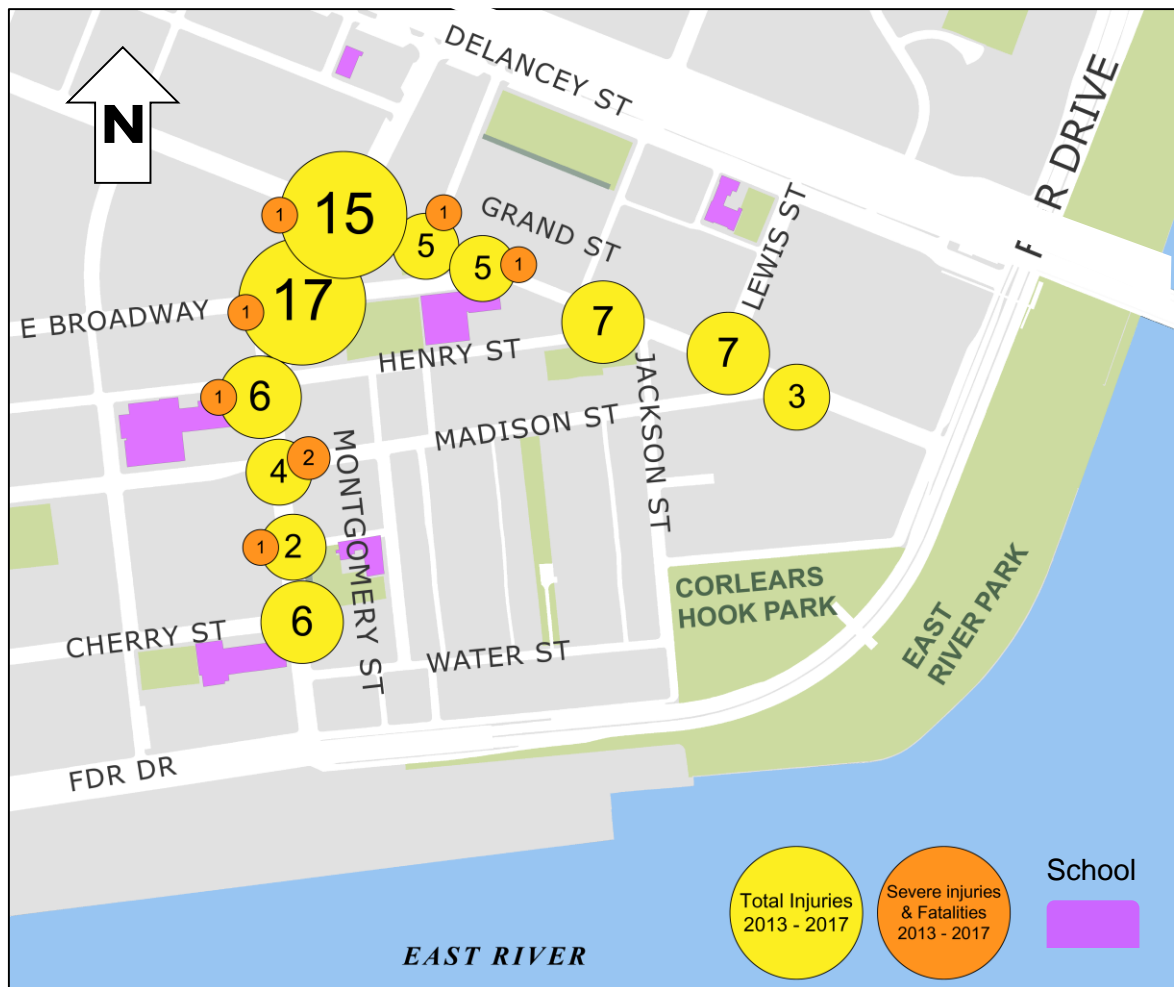 DELANCEY ST
F R DRIVE
N
15
1
1
5
GRAND ST
5
1
LEWIS ST
17
1
E BROADWAY
7
7
HENRY ST
JACKSON ST
3
6
1
MADISON ST
4
2
MONTGOMERY ST
2
1
CORLEARS
HOOK PARK
EAST
RIVER PARK
6
CHERRY ST
WATER ST
FDR DR
School
Total Injuries
2013 - 2017
Severe injuries
& Fatalities
2013 - 2017
EAST RIVER